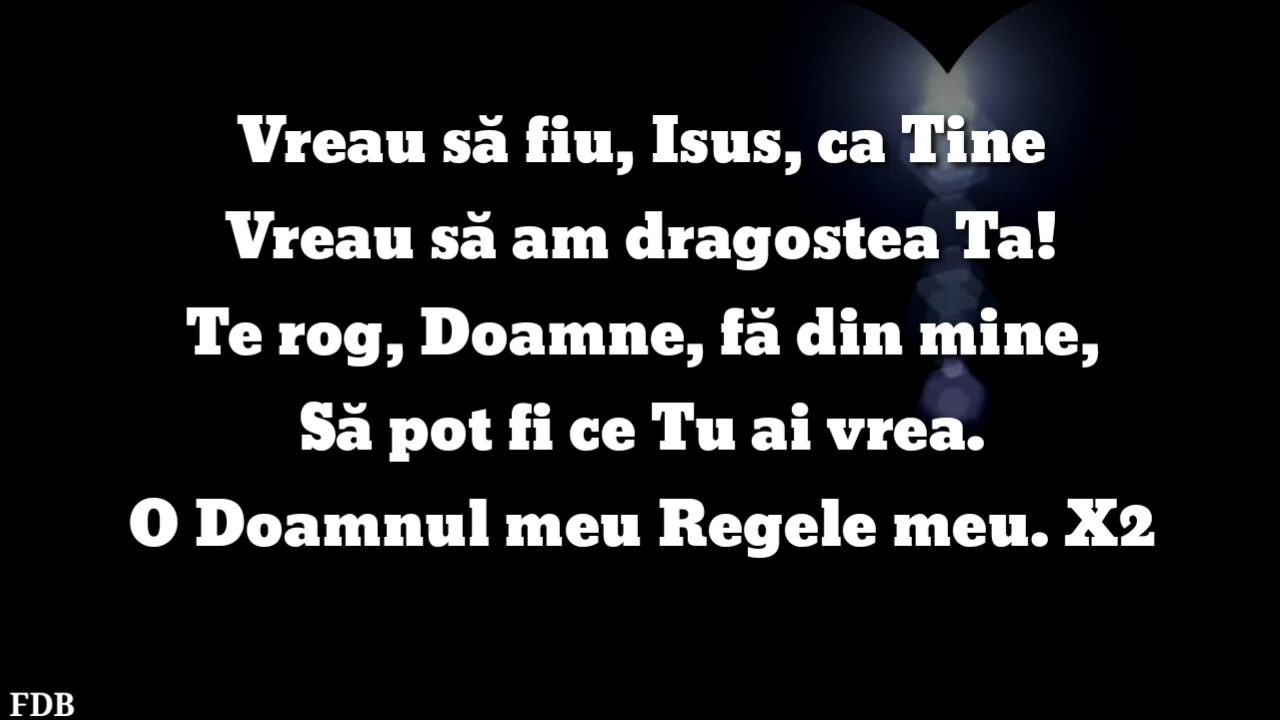 Vreau să fiu, Isus, ca Tine
Vreau să am dragostea Ta!
Te rog, Doamne, fă din mine,
Să pot fi ce Tu ai vrea.
O Doamnul meu Regele meu. X2
FDB